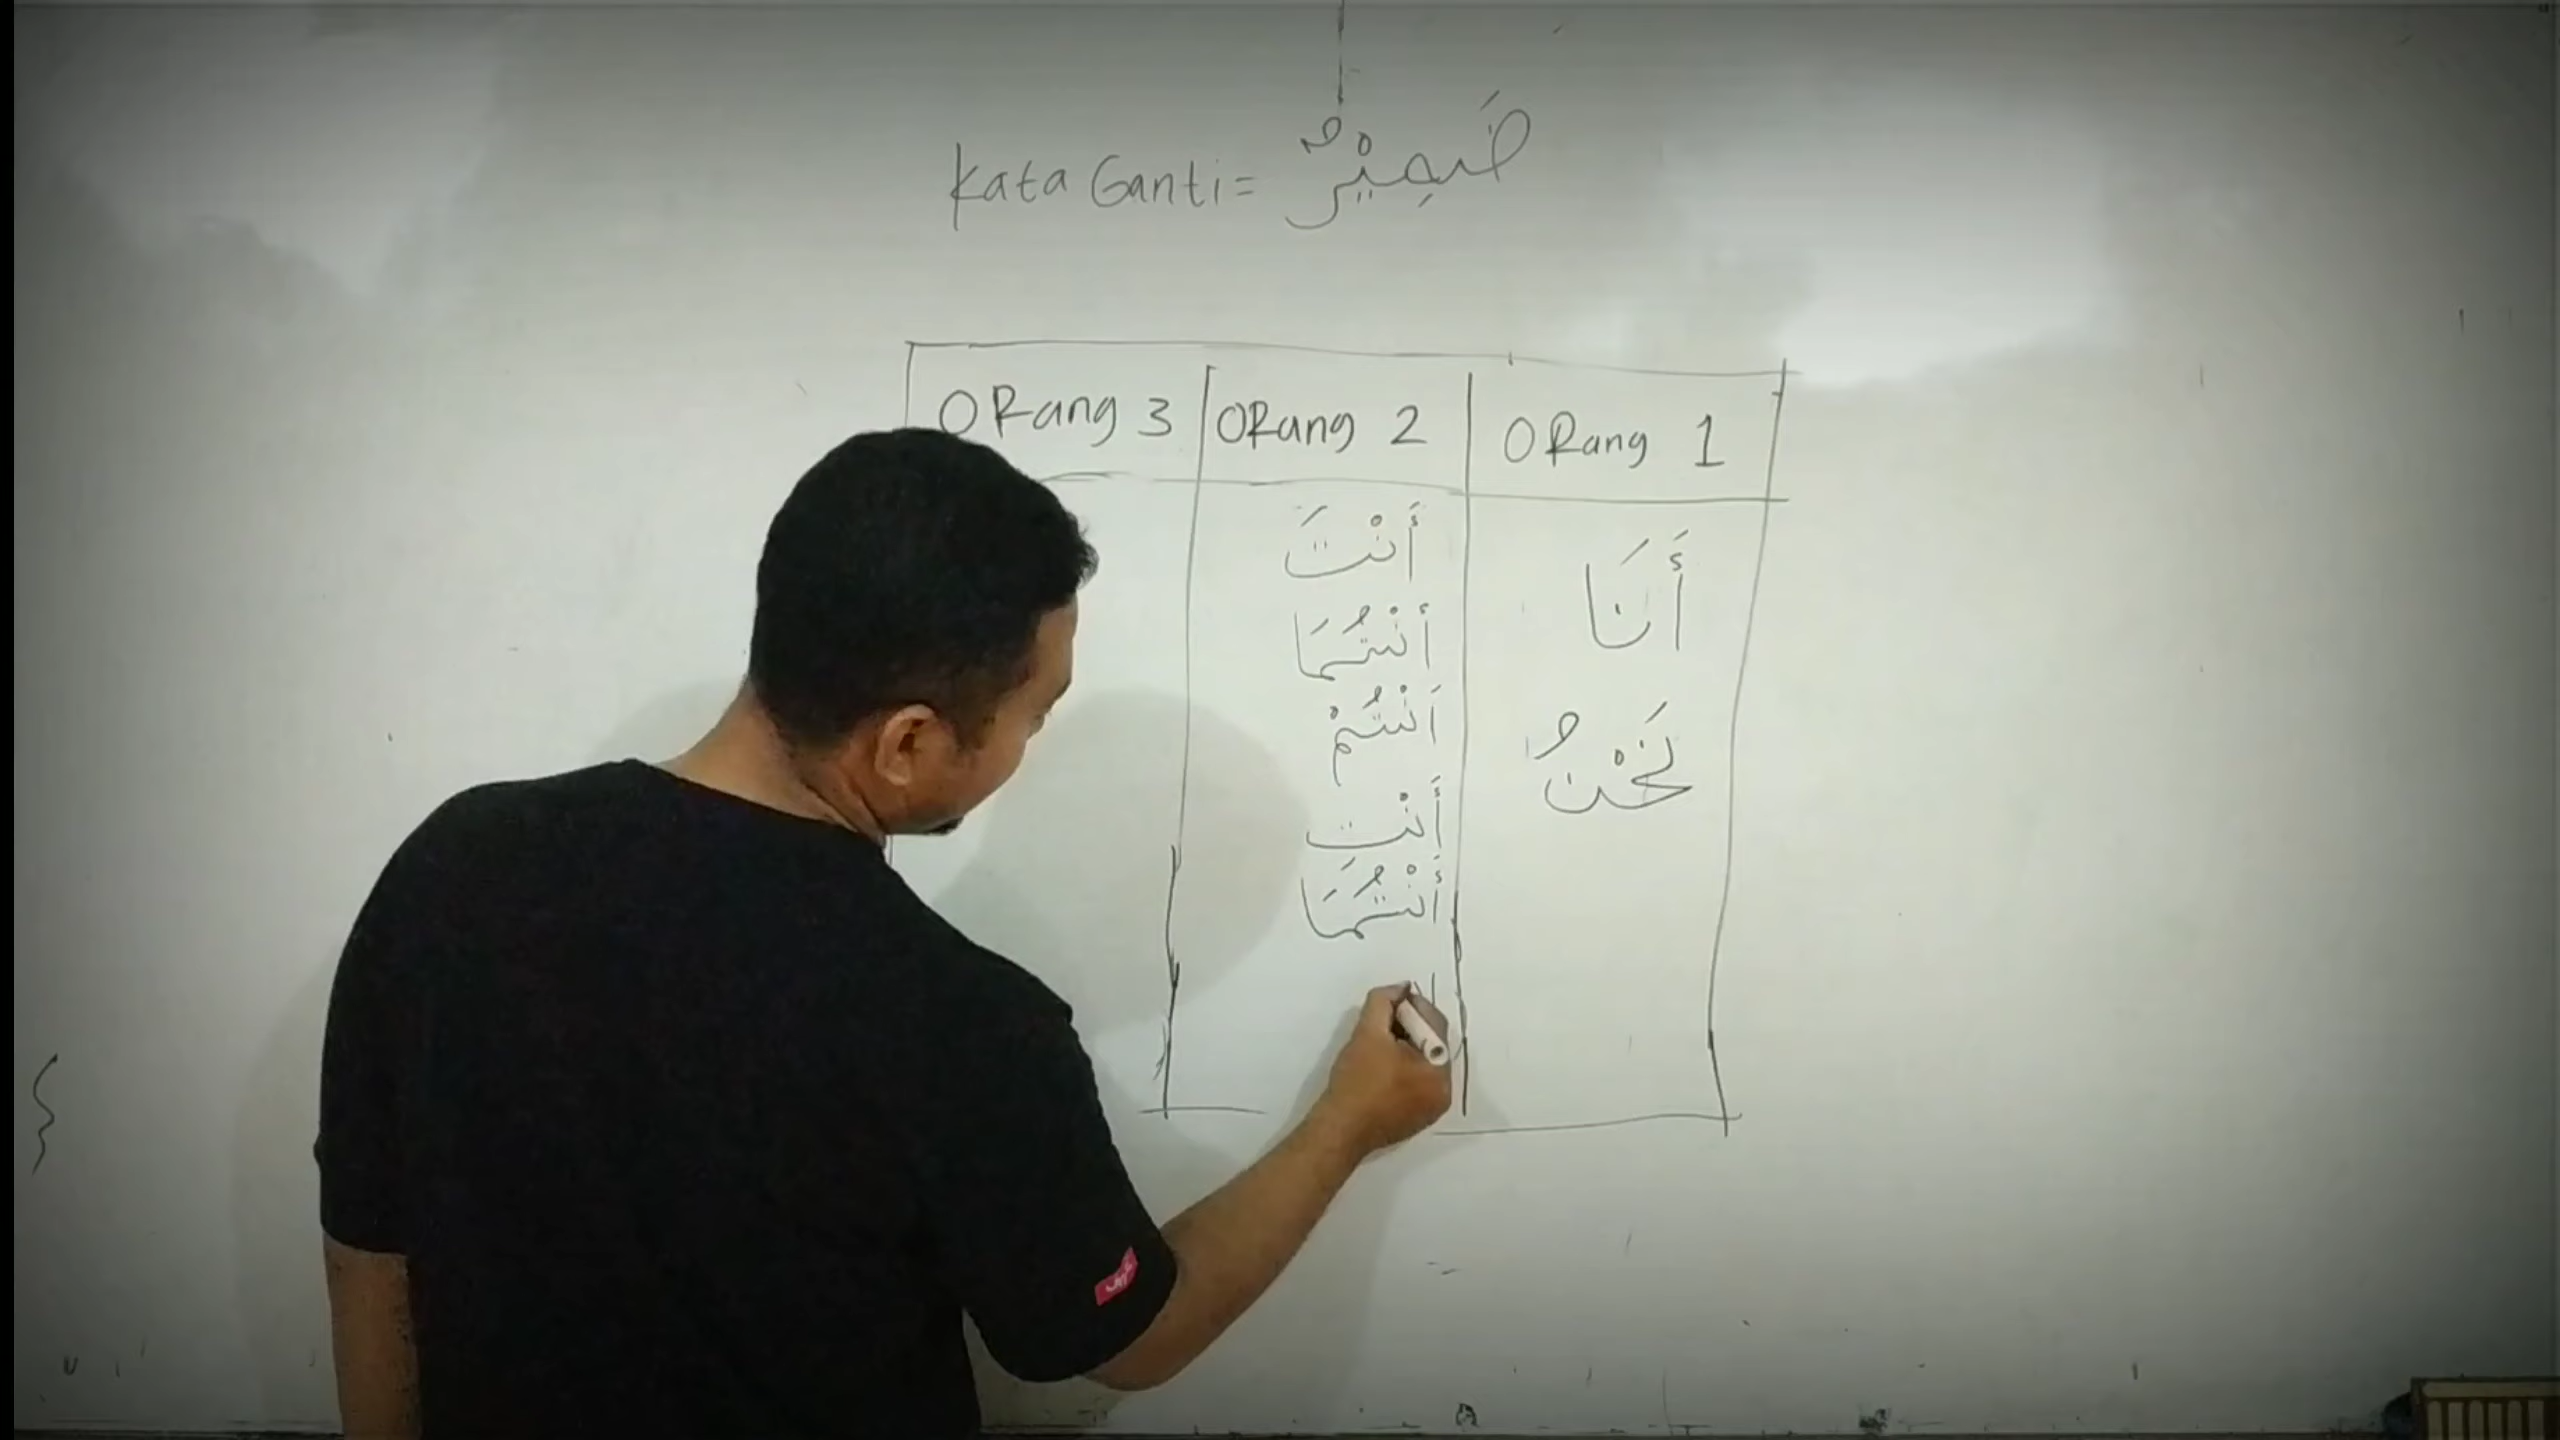 Kata Ganti = ضَمِيْرٌ
ORang 3 ORang 2 ORang 1
أَنْتَ
أَنْتُمَا
اَنْتُمْ
أَنْت
أَنْتُمَا
أَنَا
نَحْنُ